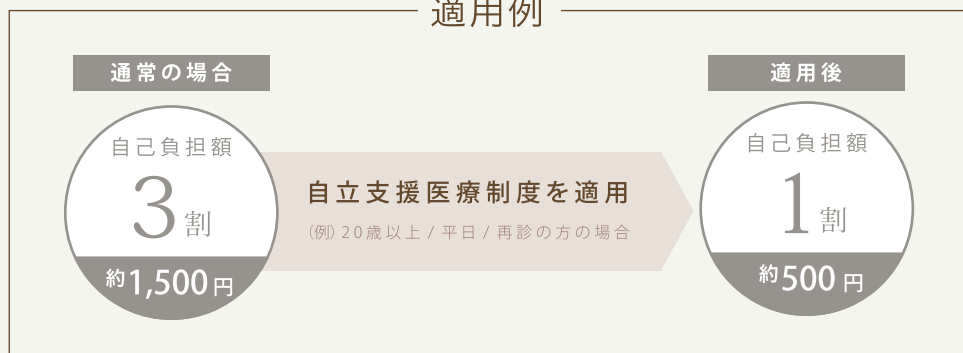 適用例
通常の場合
自己負担額
3割
約1,500円
自立支援医療制度を適用
(例)20歳以上 / 平日 / 再診の方の場合
適用後
自己負担額
1割
約500円